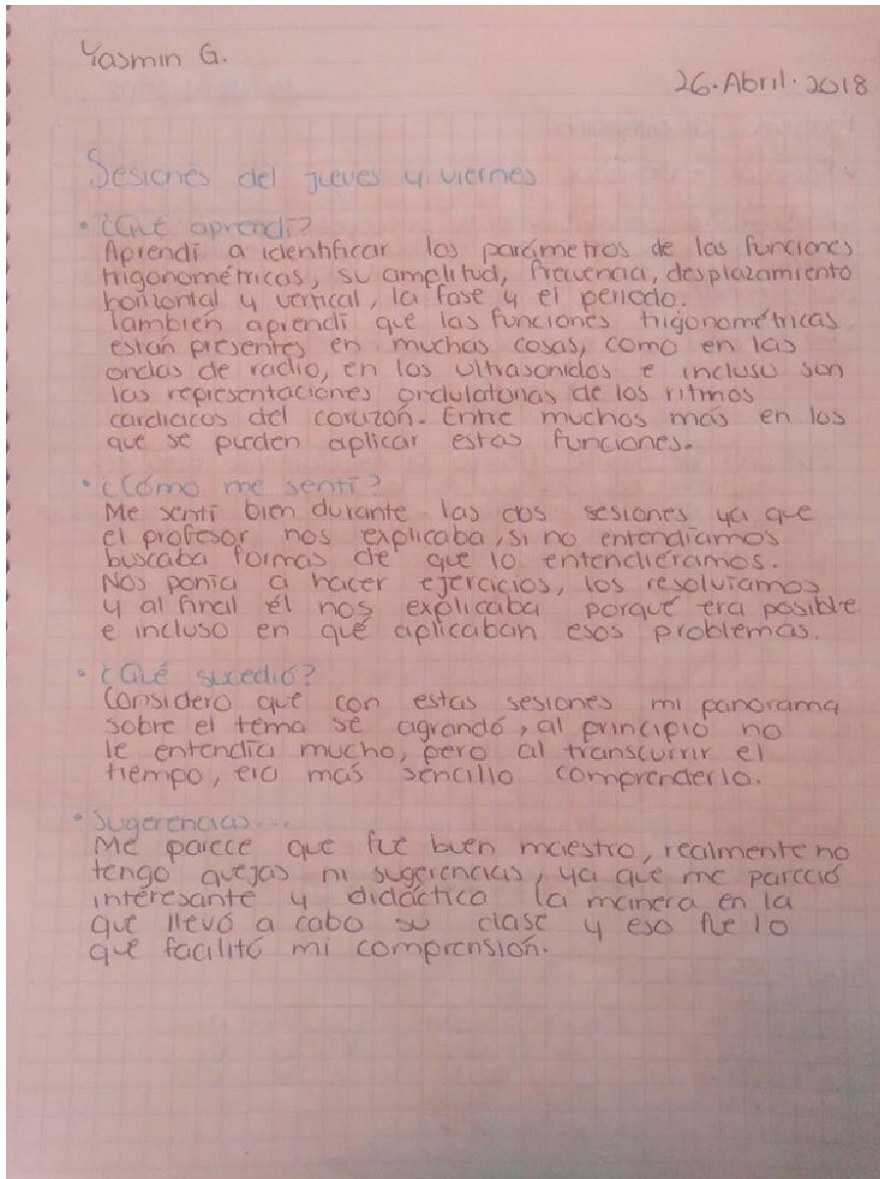 Yasmin G.
26. Abril. 2018
Sesiones del jueves y viernes
• ¿Qué aprendí?
Aprendí a identificar los parámetros de las funciones
trigonométricas, su amplitud, frecuencia, desplazamiento
horizontal y vertical, la fase y el periodo.
También aprendí que las funciones trigonométricas
están presentes en muchas cosas, como en las
ondas de radio, en los ultrasonidos e incluso son
las representaciones ondulatorias de los ritmos
cardiacos del corazón. Entre muchos más en los
que se pueden aplicar estas funciones.
• ¿Cómo me sentí?
Me sentí bien durante las dos sesiones ya que
el profesor nos explicaba, si no entendíamos
buscaba formas de que lo entendiéramos.
Nos ponía a hacer ejercicios, los resolvíamos
y al final él nos explicaba porqué era posible
e incluso en qué aplicaban esos problemas.
• ¿Qué sucedió?
Considero que con estas sesiones mi panorama
sobre el tema se agrandó, al principio no
le entendía mucho, pero al transcurrir el
tiempo, era más sencillo comprenderlo.
• Sugerencias...
Me parece que fue buen maestro, realmente no
tengo quejas ni sugerencias, ya que me pareció
interesante y didáctica la manera en la
que llevó a cabo su clase y eso fue lo
que facilitó mi comprensión.